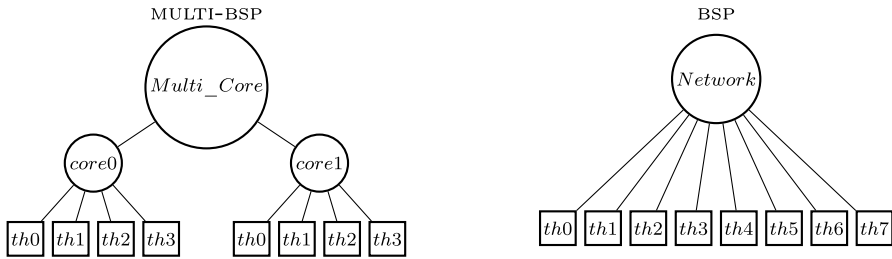 MULTI-BSP
Multi_Core
core0 core1
th0 th1 th2 th3 th0 th1 th2 th3
BSP
Network
th0 th1 th2 th3 th4 th5 th6 th7